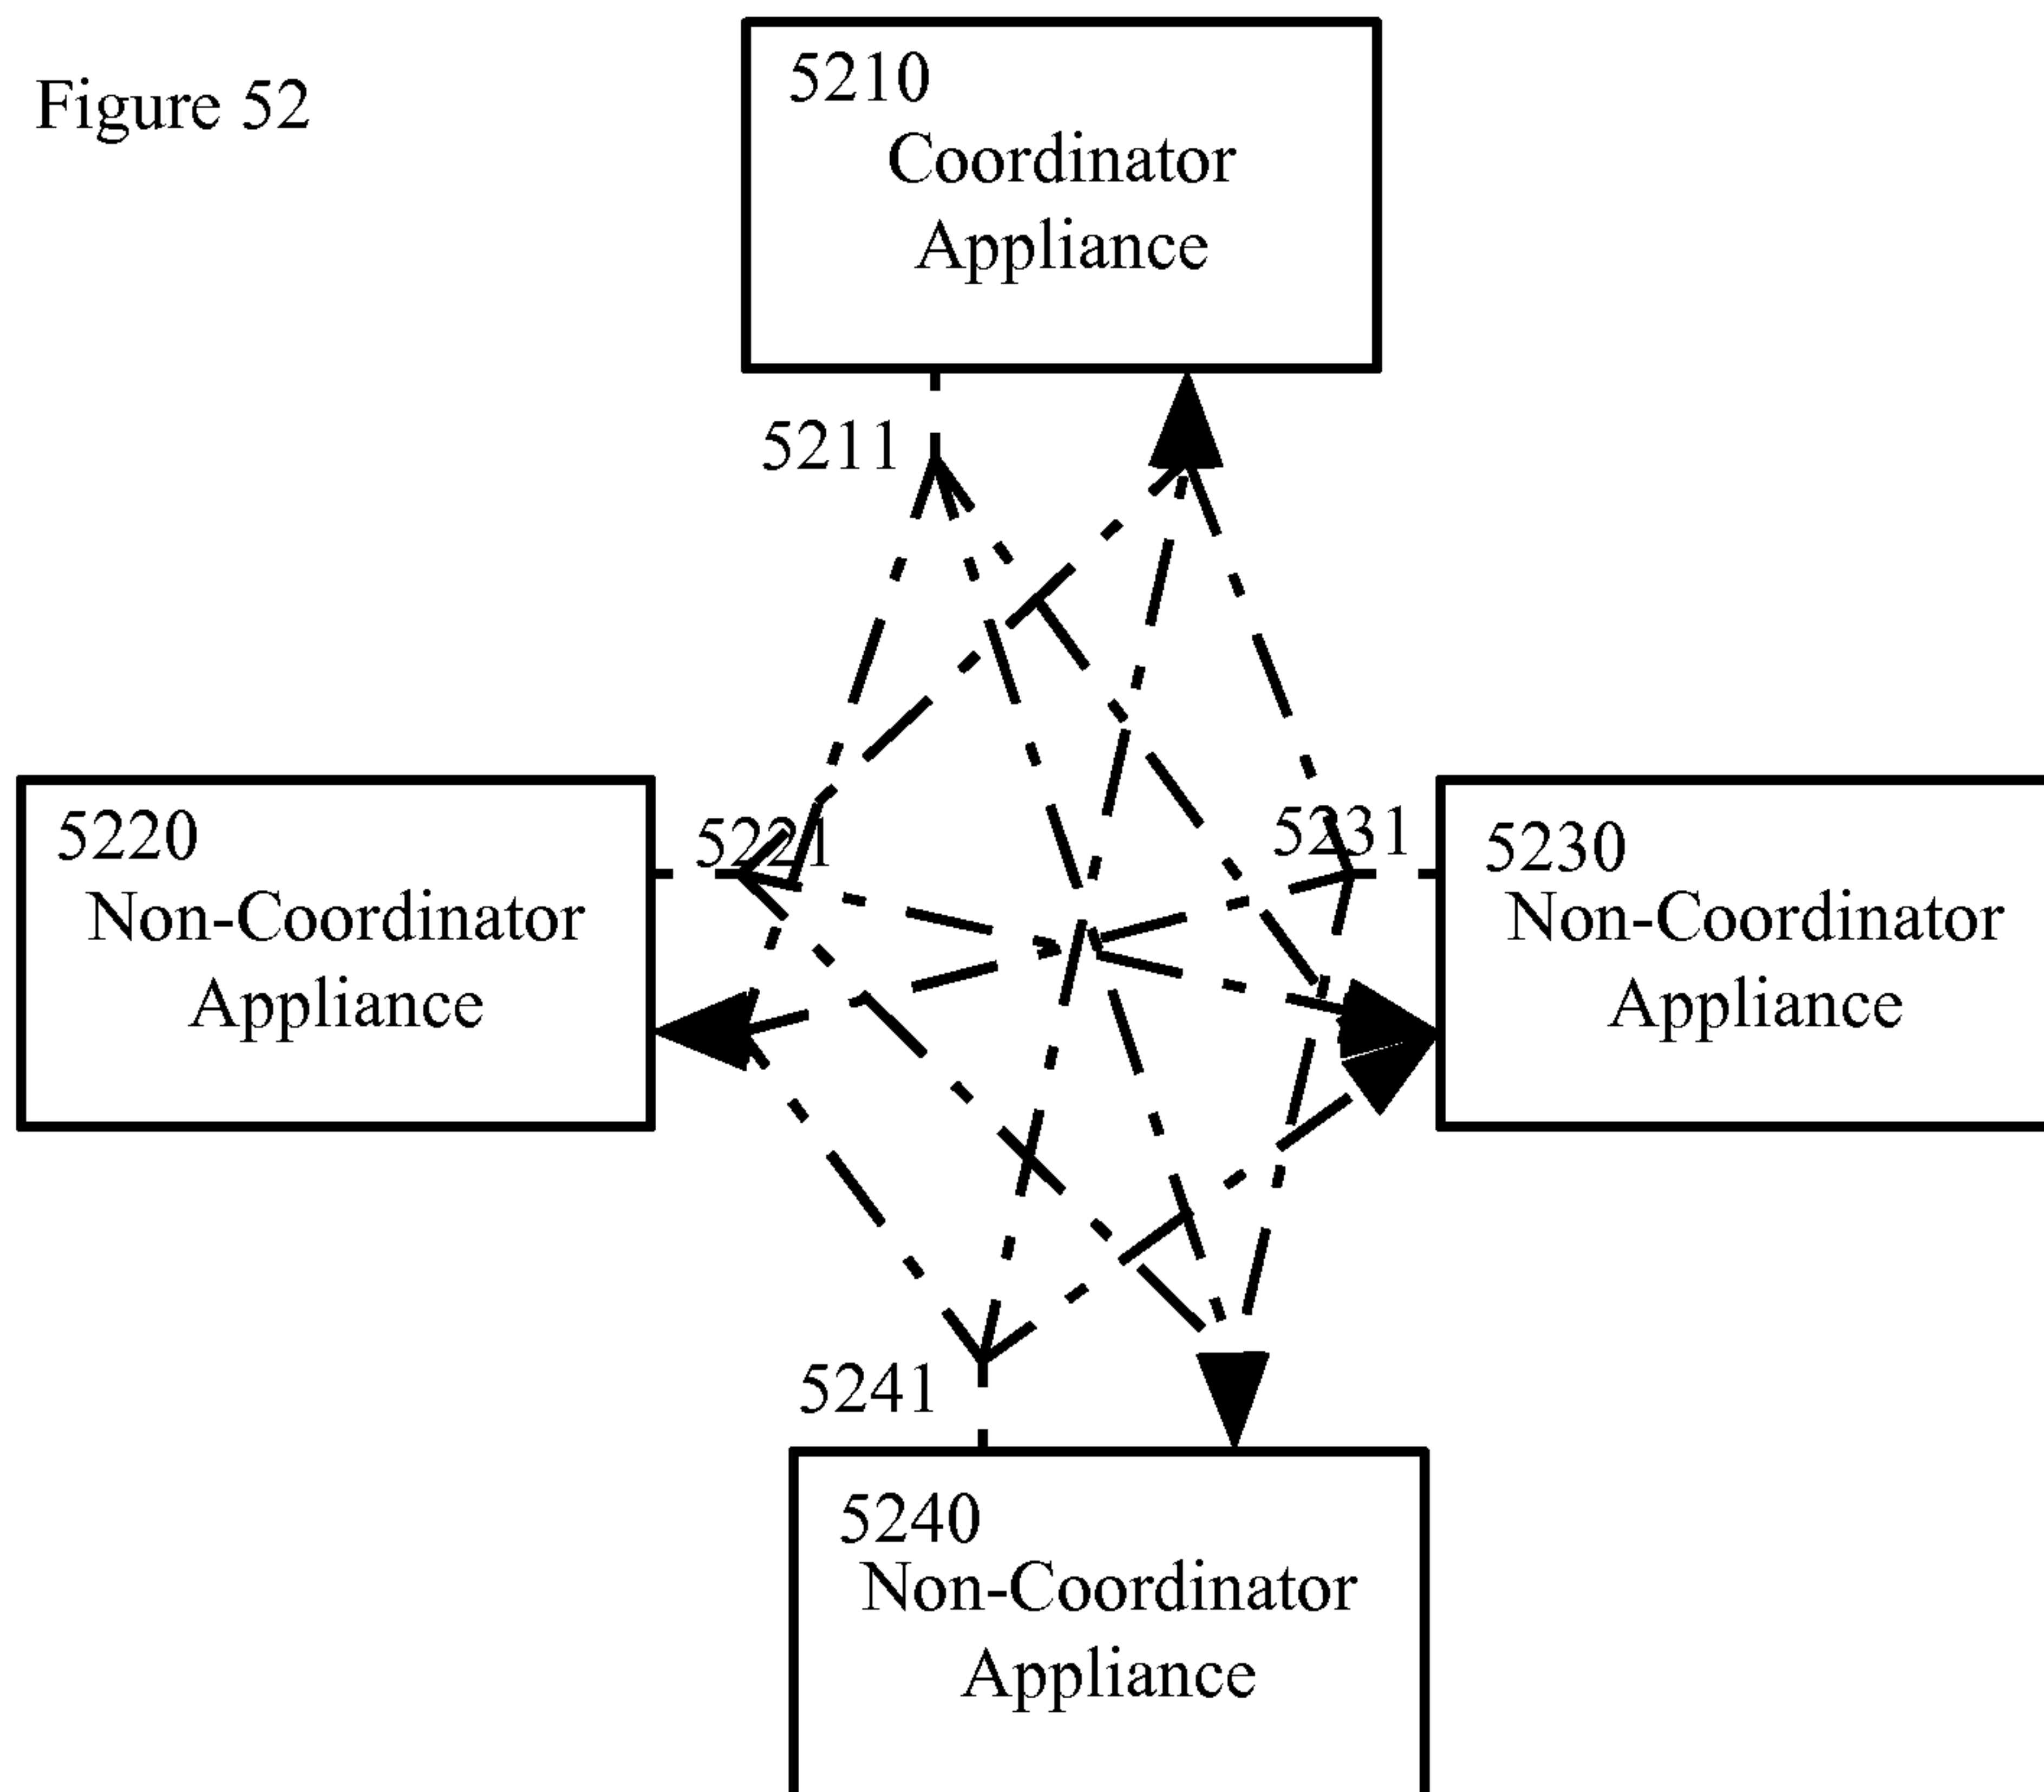 Figure 52
5210
Coordinator
Appliance
5211
5220
Non-Coordinator
Appliance
5221
5231
5230
Non-Coordinator
Appliance
5241
5240
Non-Coordinator
Appliance